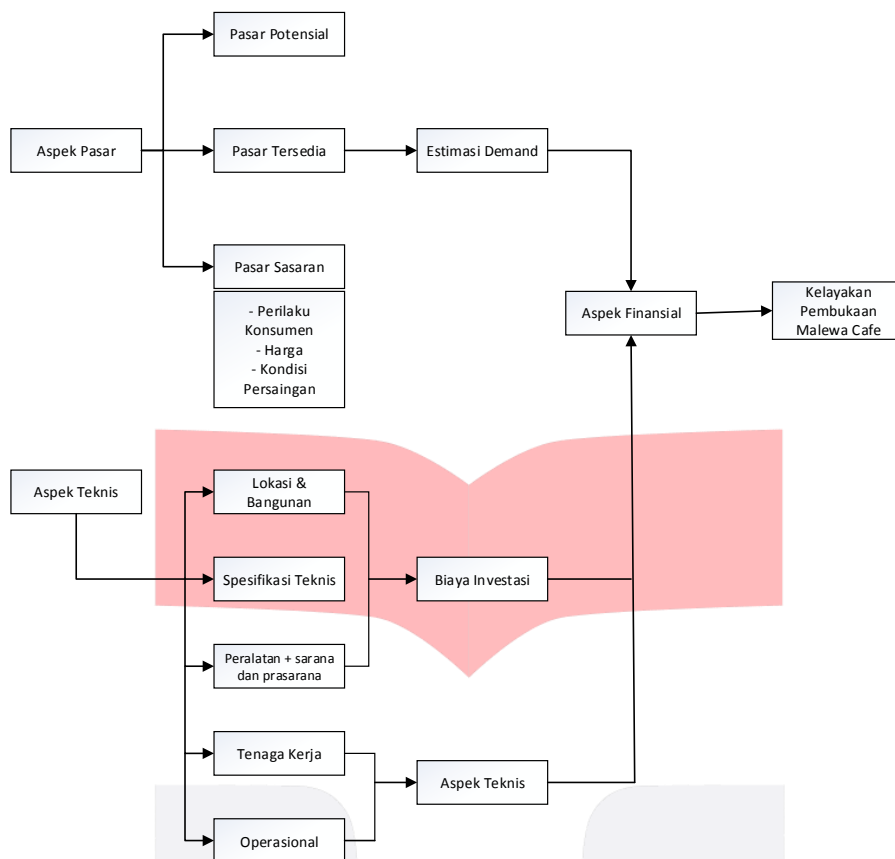 Pasar Potensial
Aspek Pasar
Pasar Tersedia
Estimasi Demand
Pasar Sasaran
- Perilaku
Konsumen
- Harga
- Kondisi
Persaingan
Aspek Finansial
Kelayakan
Pembukaan
Malewa Cafe
Aspek Teknis
Lokasi &
Bangunan
Spesifikasi Teknis
Biaya Investasi
Peralatan + sarana
dan prasarana
Tenaga Kerja
Aspek Teknis
Operasional